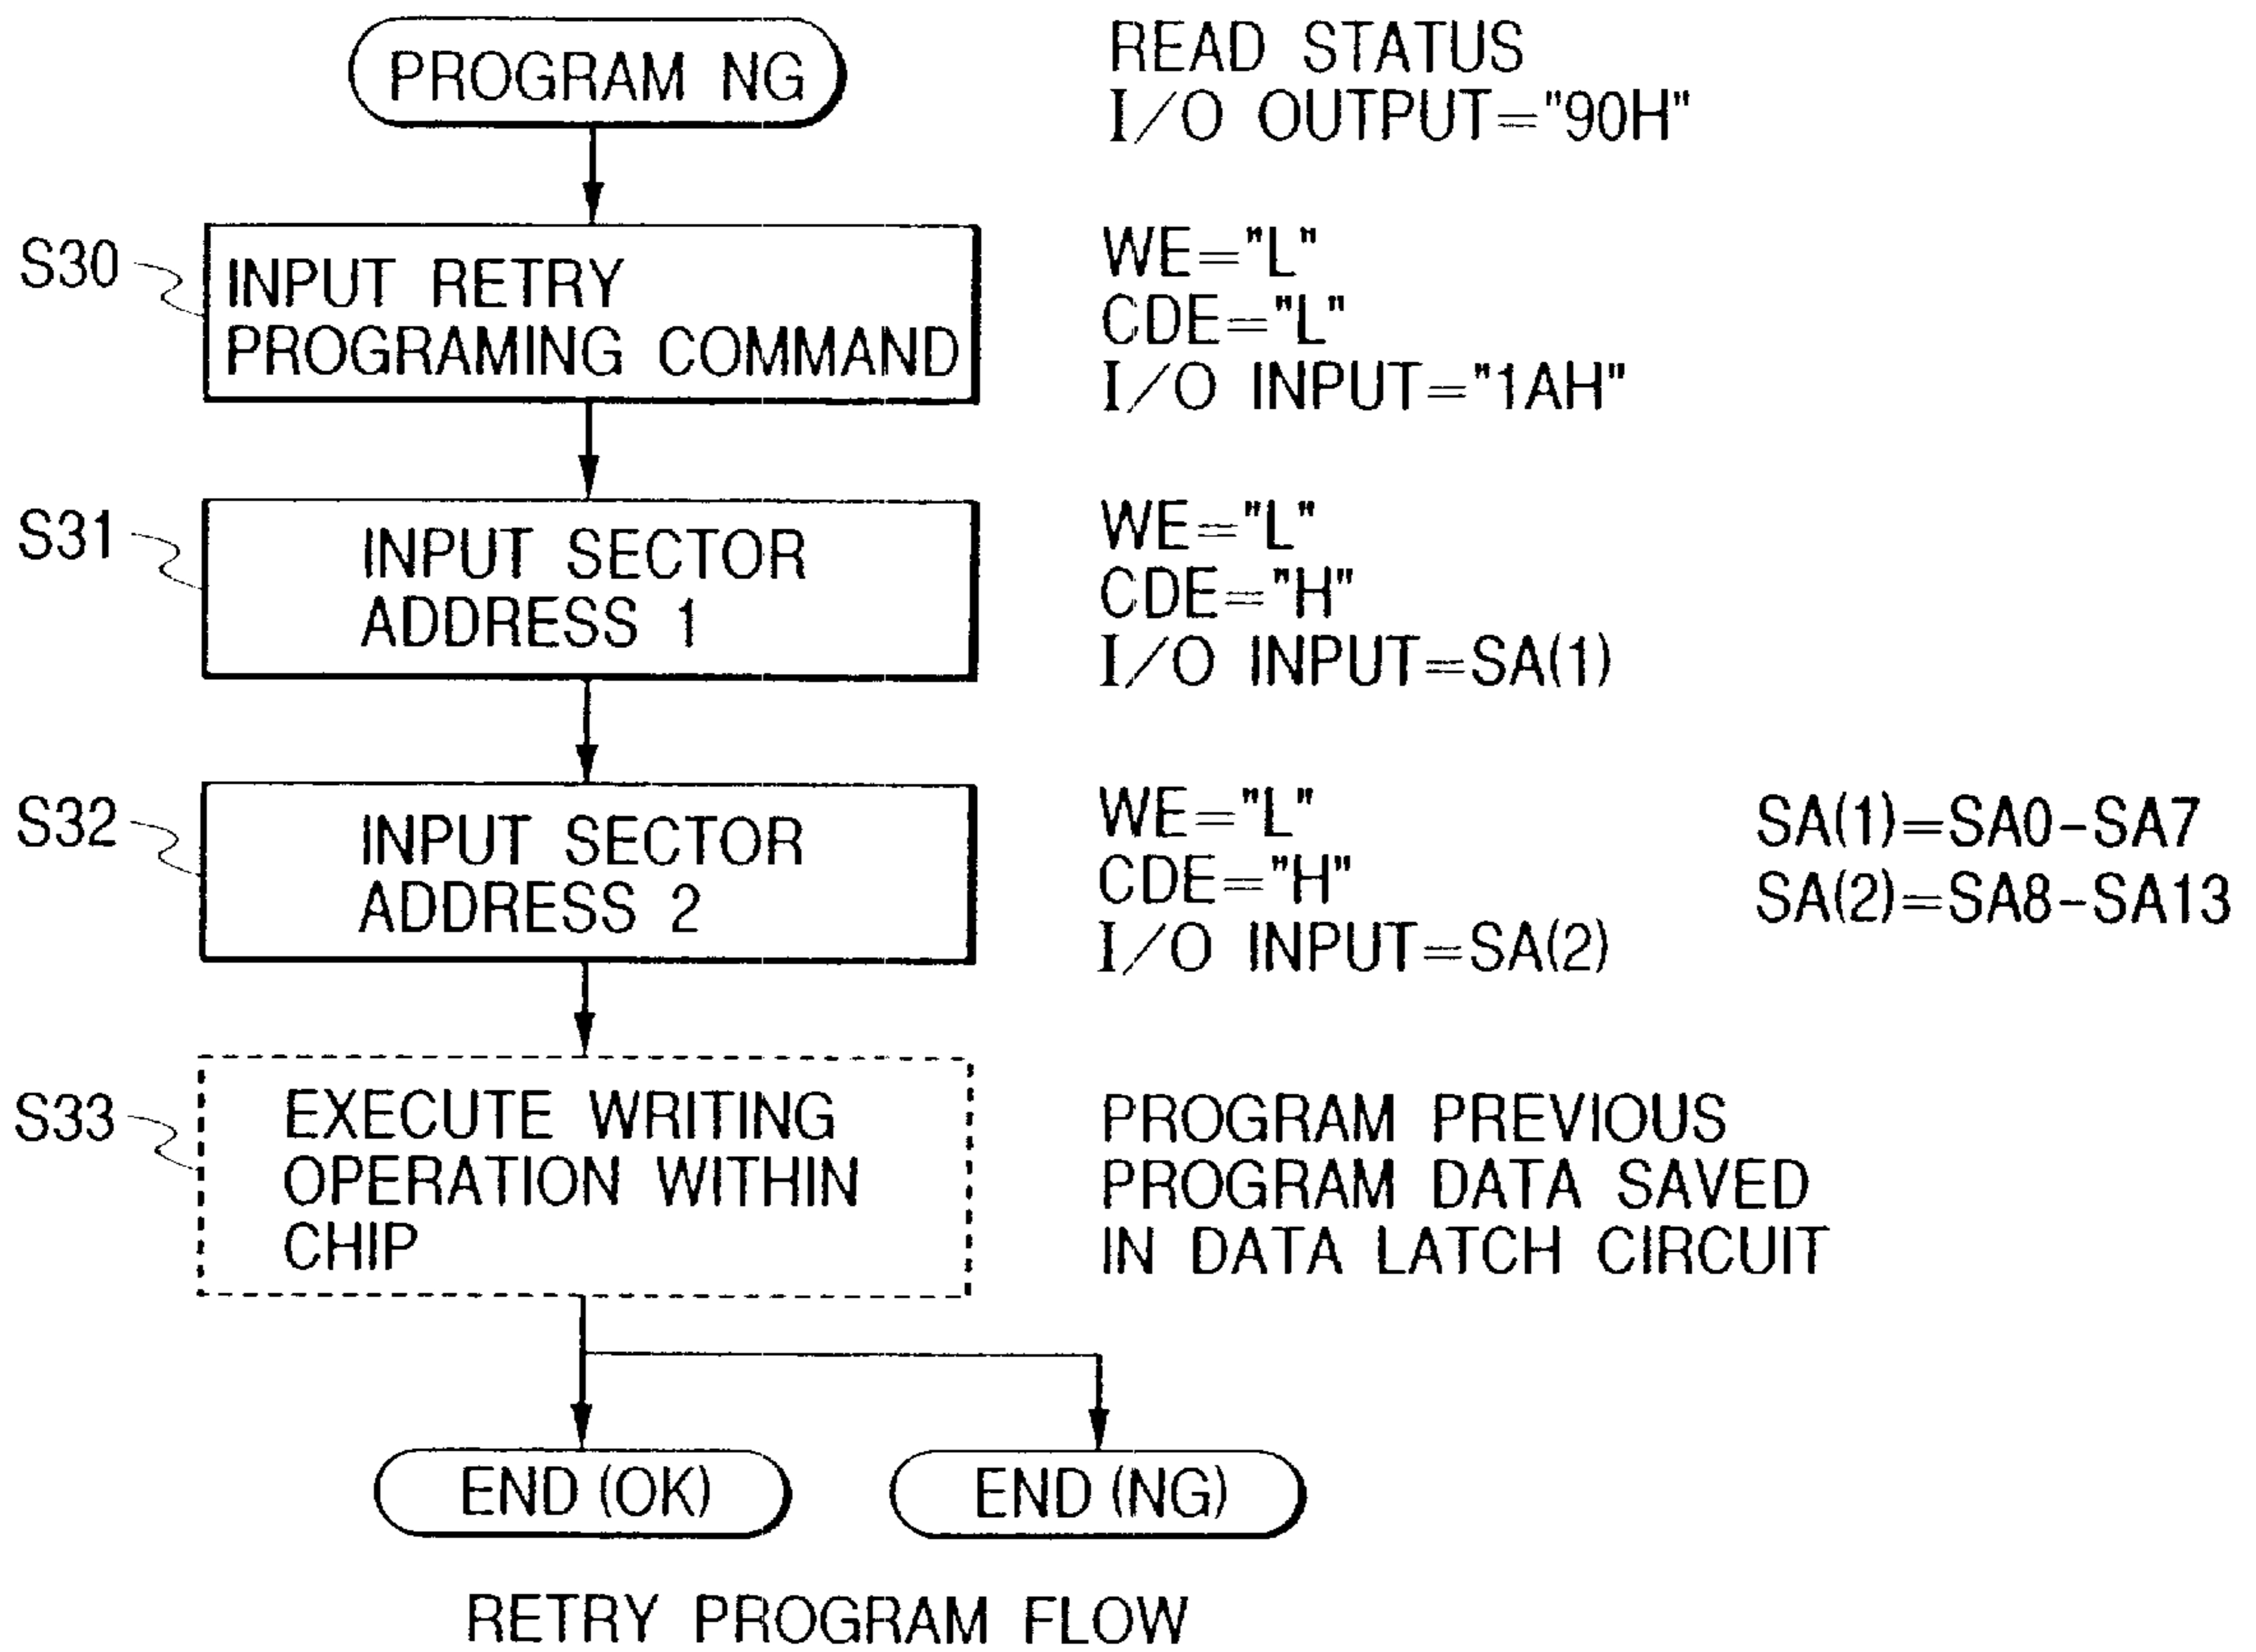 PROGRAM NG
READ STATUS
I/O OUTPUT="90H"
S30
INPUT RETRY
PROGRAMING COMMAND
WE="L"
CDE="L"
I/O INPUT="1AH"
S31
INPUT SECTOR
ADDRESS 1
WE="L"
CDE="H"
I/O INPUT=SA(1)
S32
INPUT SECTOR
ADDRESS 2
WE="L"
CDE="H"
I/O INPUT=SA(2)
SA(1)=SA0-SA7
SA(2)=SA8-SA13
S33
EXECUTE WRITING
OPERATION WITHIN
CHIP
PROGRAM PREVIOUS
PROGRAM DATA SAVED
IN DATA LATCH CIRCUIT
END (OK)
END (NG)
RETRY PROGRAM FLOW